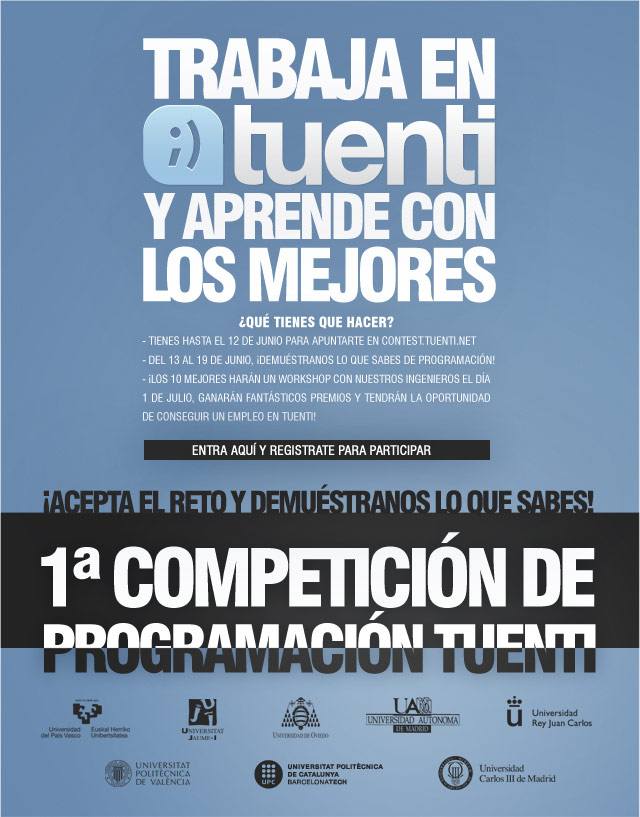 TRABAJA EN
;) tuenti
Y APRENDE CON
LOS MEJORES
¿QUÉ TIENES QUE HACER?
- TIENES HASTA EL 12 DE JUNIO PARA APUNTARTE EN CONTEST.TUENTI.NET
- DEL 13 AL 19 DE JUNIO, ¡DEMUÉSTRANOS LO QUE SABES DE PROGRAMACIÓN!
- ¡LOS 10 MEJORES HARÁN UN WORKSHOP CON NUESTROS INGENIEROS EL DÍA
1 DE JULIO, GANARÁN FANTÁSTICOS PREMIOS Y TENDRÁN LA OPORTUNIDAD
DE CONSEGUIR UN EMPLEO EN TUENTI!
ENTRA AQUÍ Y REGISTRATE PARA PARTICIPAR
¡ACEPTA EL RETO Y DEMUÉSTRANOS LO QUE SABES!
1ª COMPETICIÓN DE
PROGRAMACIÓN TUENTI
Universidad del País Vasco
Euskal Herriko Unibertsitatea
UNIVERSITAT
JAUME·I
UNIVERSIDAD DE OVIEDO
UA
UNIVERSIDAD AUTONOMA
DE MADRID
Universidad
Rey Juan Carlos
UNIVERSITAT
POLITÈCNICA
DE VALÈNCIA
UPC
UNIVERSITAT POLITÈCNICA
DE CATALUNYA
BARCELONATECH
Universidad
Carlos III de Madrid